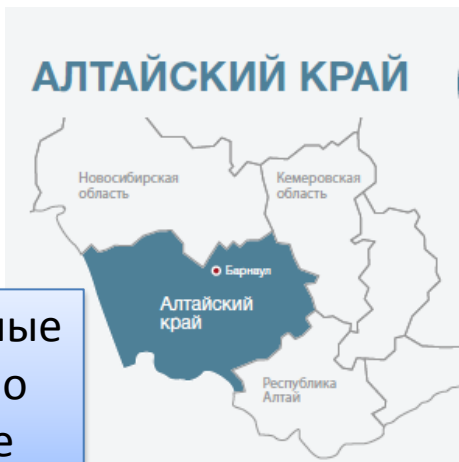 АЛТАЙСКИЙ КРАЙ
Новосибирская
область
Кемеровская
область
Барнаул
Алтайский
край
Республика
Алтай